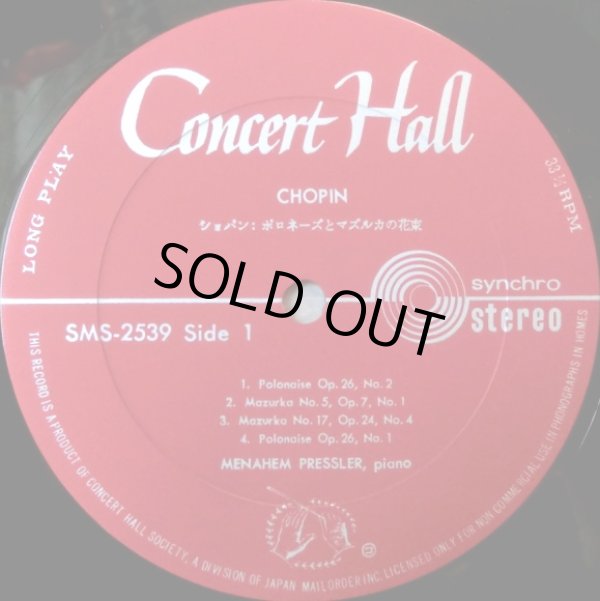 Concert Hall
LONG PLAY
33 1/3 RPM
CHOPIN
ショパン: ポロネーズとマズルカの花束
SOLD OUT
synchro
stereo
SMS-2539 Side 1
1. Polonaise Op.26, No.2
2. Mazurka No.5, Op.7, No.1
3. Mazurka No.17, Op.24, No.4
4. Polonaise Op.26, No.1
MENAHEM PRESSLER, piano
THIS RECORD IS A PRODUCT OF CONCERT HALL SOCIETY, A DIVISION OF JAPAN MAILORDER INC. LICENSED ONLY FOR NON COMMERCIAL USE IN PHONOGRAPHS IN HOMES